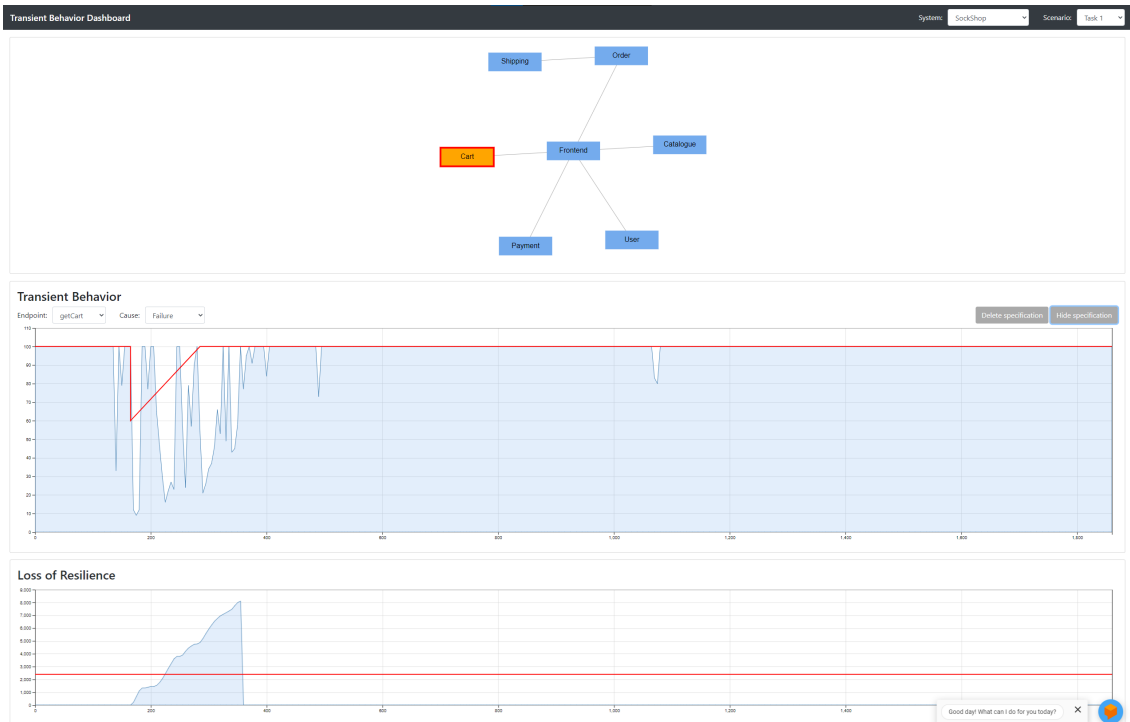 Transient Behavior Dashboard System: SockShop Scenario: Task 1
Order
Shipping
Catalogue
Frontend
Cart
User
Payment
Transient Behavior
Endpoint: getCart Cause: Failure Delete specification Hide specification
110
100
90
80
70
60
50
40
30
20
10
0
0 200 400 600 800 1,000 1,200 1,400 1,600 1,800
Loss of Resilience
9,000
8,000
7,000
6,000
5,000
4,000
3,000
2,000
1,000
0
0 200 400 600 800 1,000 1,200 1,400
Good day! What can I do for you today?